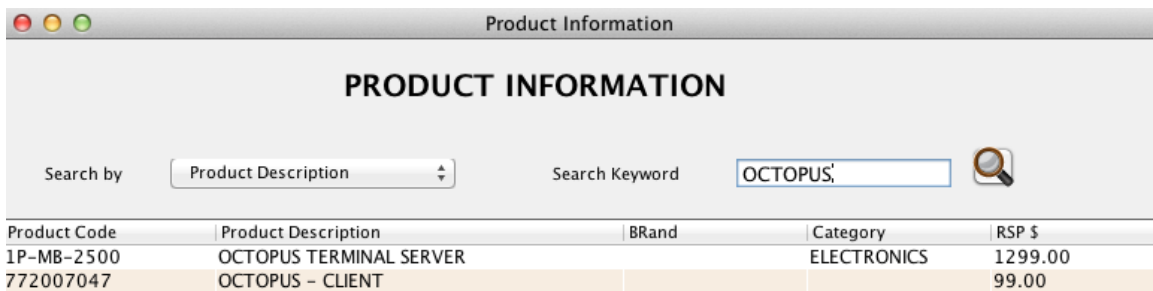 Product Information
PRODUCT INFORMATION
Search by Product Description Search Keyword OCTOPUS
Product Code Product Description BRand Category RSP $
1P-MB-2500 OCTOPUS TERMINAL SERVER ELECTRONICS 1299.00
772007047 OCTOPUS - CLIENT 99.00